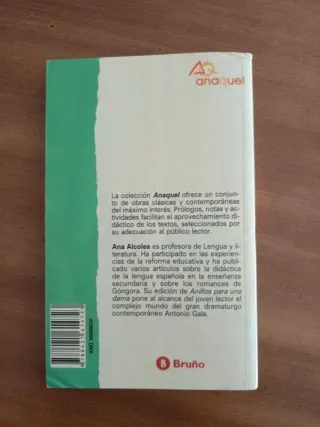 anaquel
La colección Anaquel ofrece un conjun-
to de obras clásicas y contemporáneas
del máximo interés. Prólogos, notas y ac-
tividades facilitan el aprovechamiento di-
dáctico de los textos, seleccionados por
su adecuación al público lector.
Ana Alcolea es profesora de Lengua y li-
teratura. Ha participado en las experien-
cias de la reforma educativa y ha publi-
cado varios artículos sobre la didáctica
de la lengua española en la enseñanza
secundaria y sobre los romances de
Góngora. Su edición de Anillos para una
dama pone al alcance del joven lector el
complejo mundo del gran dramaturgo
contemporáneo Antonio Gala.
B Bruño